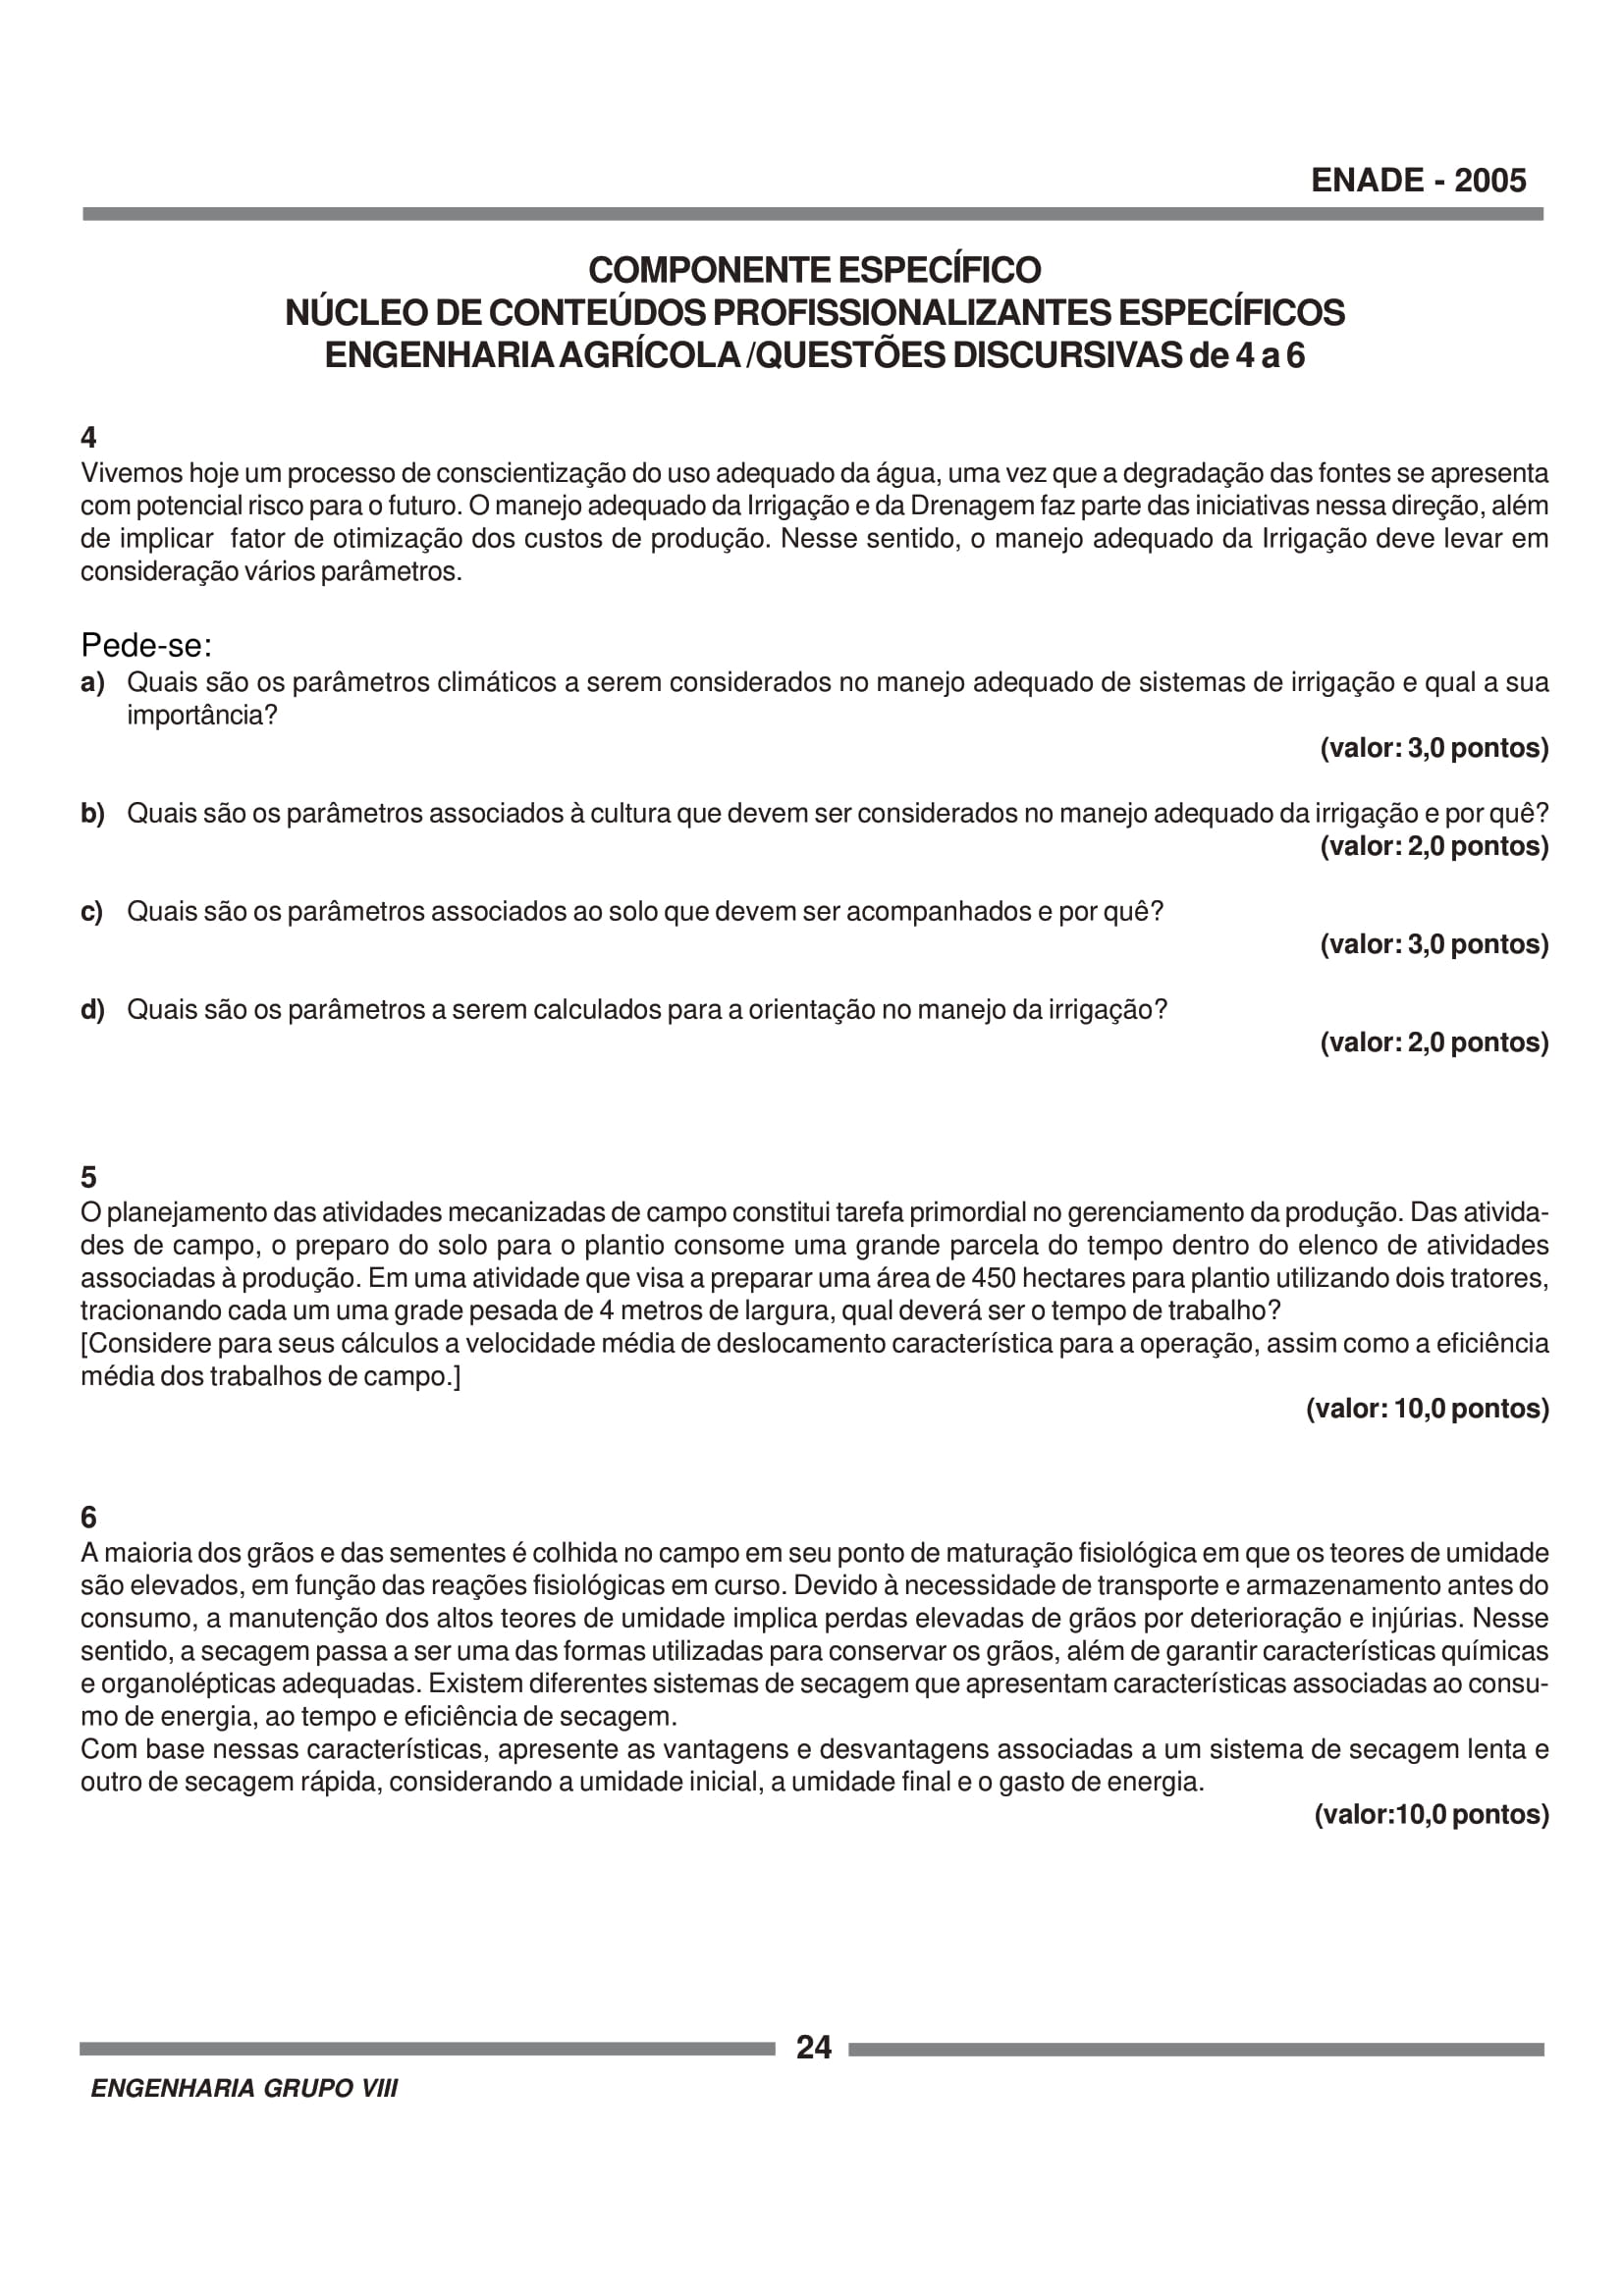 ENADE - 2005
COMPONENTE ESPECÍFICO
NÚCLEO DE CONTEÚDOS PROFISSIONALIZANTES ESPECÍFICOS
ENGENHARIA AGRÍCOLA /QUESTÕES DISCURSIVAS de 4 a 6
4
Vivemos hoje um processo de conscientização do uso adequado da água, uma vez que a degradação das fontes se apresenta
com potencial risco para o futuro. O manejo adequado da Irrigação e da Drenagem faz parte das iniciativas nessa direção, além
de implicar fator de otimização dos custos de produção. Nesse sentido, o manejo adequado da Irrigação deve levar em
consideração vários parâmetros.
Pede-se:
a) Quais são os parâmetros climáticos a serem considerados no manejo adequado de sistemas de irrigação e qual a sua
importância?
(valor: 3,0 pontos)
b) Quais são os parâmetros associados à cultura que devem ser considerados no manejo adequado da irrigação e por quê?
(valor: 2,0 pontos)
c) Quais são os parâmetros associados ao solo que devem ser acompanhados e por quê?
(valor: 3,0 pontos)
d) Quais são os parâmetros a serem calculados para a orientação no manejo da irrigação?
(valor: 2,0 pontos)
5
O planejamento das atividades mecanizadas de campo constitui tarefa primordial no gerenciamento da produção. Das ativida-
des de campo, o preparo do solo para o plantio consome uma grande parcela do tempo dentro do elenco de atividades
associadas à produção. Em uma atividade que visa a preparar uma área de 450 hectares para plantio utilizando dois tratores,
tracionando cada um uma grade pesada de 4 metros de largura, qual deverá ser o tempo de trabalho?
[Considere para seus cálculos a velocidade média de deslocamento característica para a operação, assim como a eficiência
média dos trabalhos de campo.]
(valor: 10,0 pontos)
6
A maioria dos grãos e das sementes é colhida no campo em seu ponto de maturação fisiológica em que os teores de umidade
são elevados, em função das reações fisiológicas em curso. Devido à necessidade de transporte e armazenamento antes do
consumo, a manutenção dos altos teores de umidade implica perdas elevadas de grãos por deterioração e injúrias. Nesse
sentido, a secagem passa a ser uma das formas utilizadas para conservar os grãos, além de garantir características químicas
e organolépticas adequadas. Existem diferentes sistemas de secagem que apresentam características associadas ao consu-
mo de energia, ao tempo e eficiência de secagem.
Com base nessas características, apresente as vantagens e desvantagens associadas a um sistema de secagem lenta e
outro de secagem rápida, considerando a umidade inicial, a umidade final e o gasto de energia.
(valor:10,0 pontos)
24
ENGENHARIA GRUPO VIII